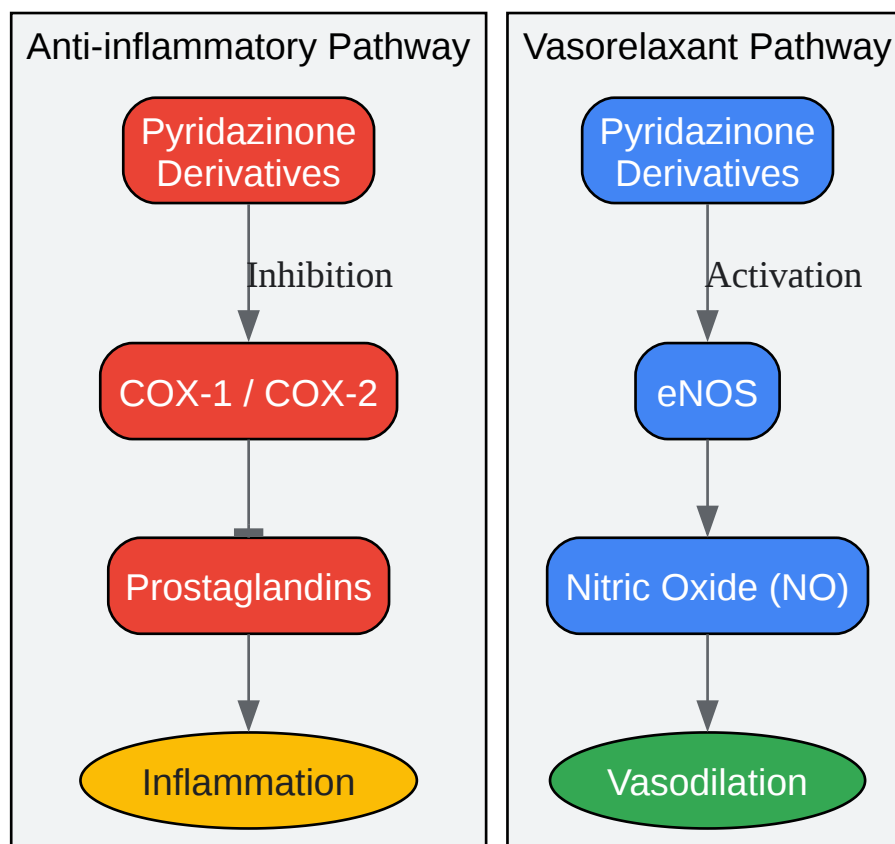 Anti-inflammatory Pathway
Pyridazinone
Derivatives
Inhibition
COX-1 / COX-2
Prostaglandins
Inflammation
Vasorelaxant Pathway
Pyridazinone
Derivatives
Activation
eNOS
Nitric Oxide (NO)
Vasodilation